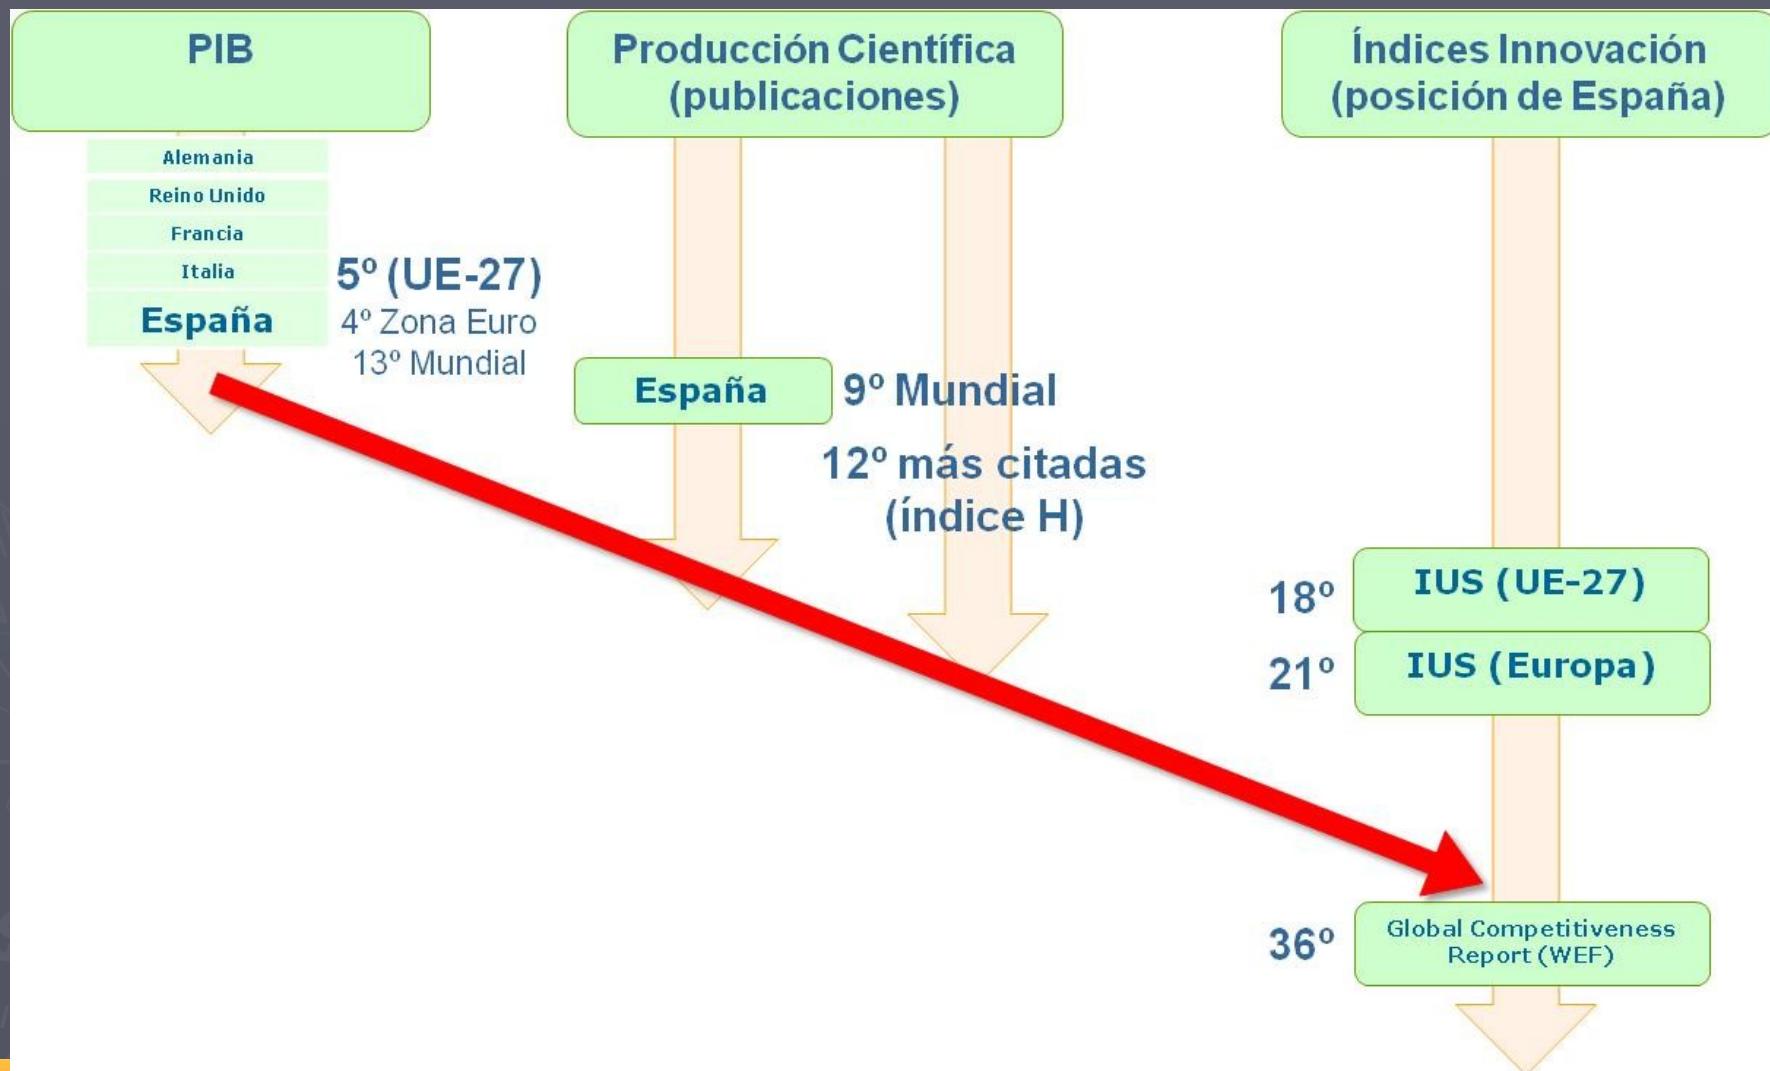 PIB
Alemania
Reino Unido
Francia
Italia
España
5º (UE-27)
4º Zona Euro
13º Mundial
Producción Científica
(publicaciones)
España
9º Mundial
12º más citadas
(índice H)
Índices Innovación
(posición de España)
18º
IUS (UE-27)
21º
IUS (Europa)
36º
Global Competitiveness
Report (WEF)